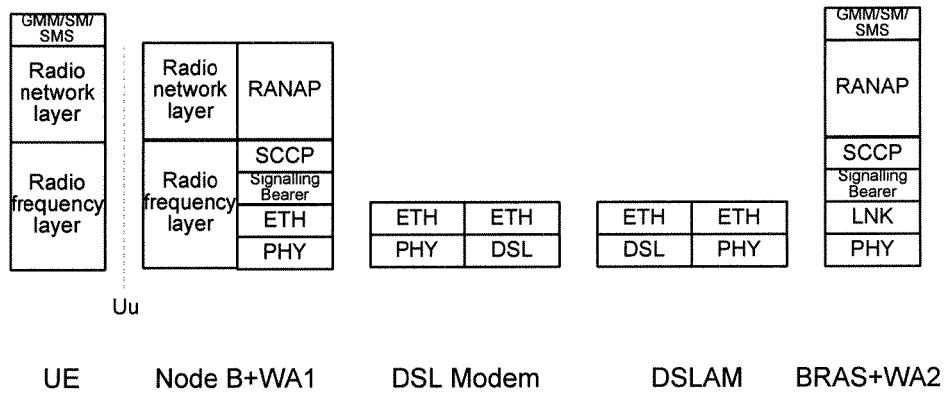 GMM/SM/
SMS
Radio
network
layer
Radio
frequency
layer
Uu
Radio
network
layer
RANAP
Radio
frequency
layer
SCCP
Signalling
Bearer
ETH
PHY
ETH ETH
PHY DSL
ETH ETH
DSL PHY
GMM/SM/
SMS
RANAP
SCCP
Signalling
Bearer
LNK
PHY
UE Node B+WA1 DSL Modem DSLAM BRAS+WA2